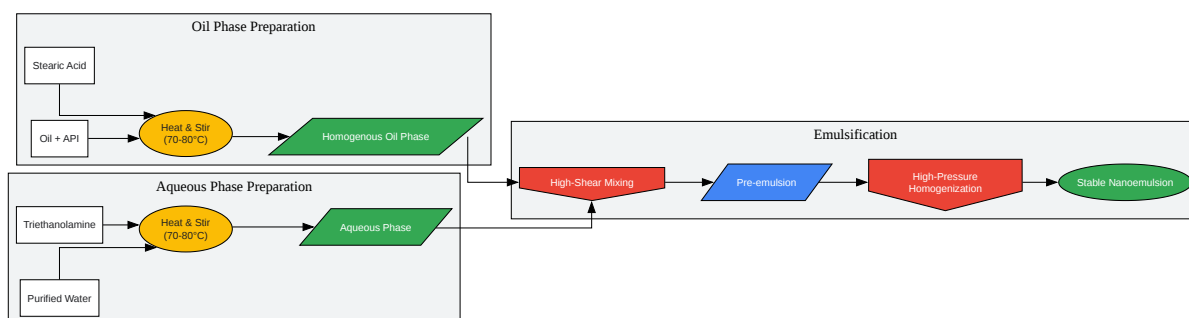 Oil Phase Preparation
Stearic Acid
Oil + API
Heat & Stir
(70-80°C)
Homogenous Oil Phase
Aqueous Phase Preparation
Triethanolamine
Purified Water
Heat & Stir
(70-80°C)
Aqueous Phase
Emulsification
High-Shear Mixing
Pre-emulsion
High-Pressure
Homogenization
Stable Nanoemulsion